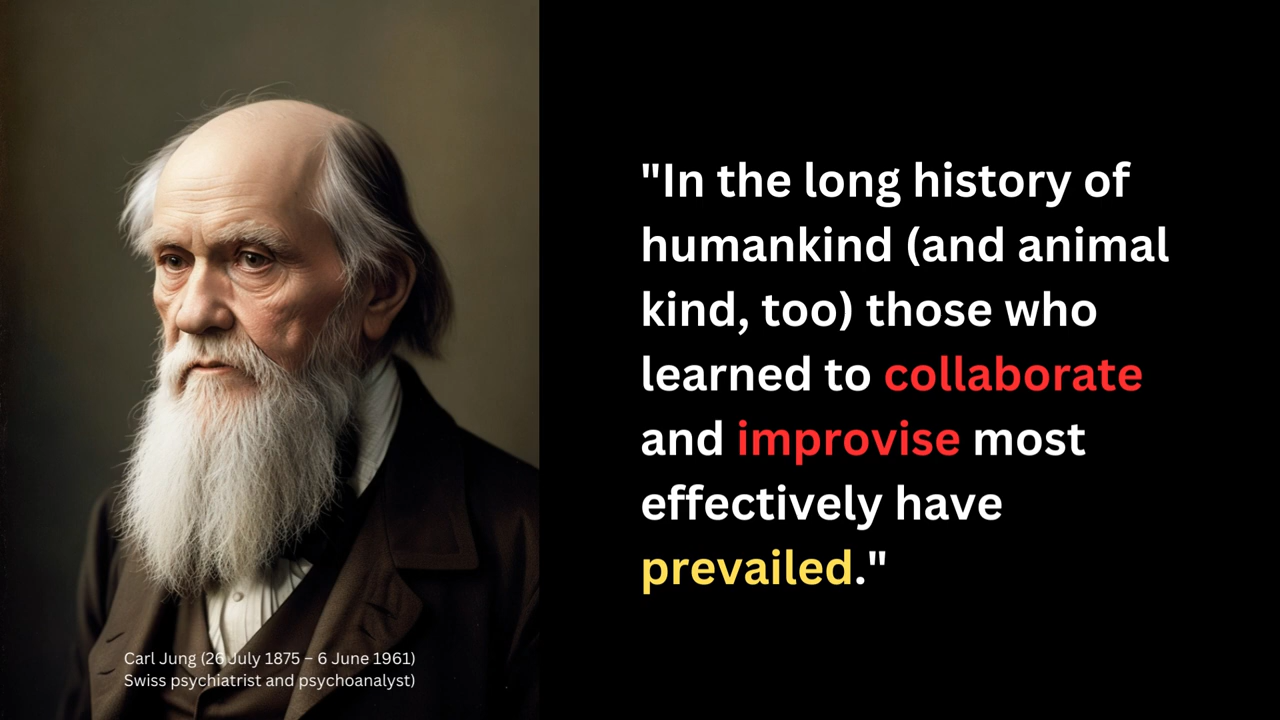 "In the long history of
humankind (and animal
kind, too) those who
learned to collaborate
and improvise most
effectively have
prevailed."
Carl Jung (26 July 1875 – 6 June 1961)
Swiss psychiatrist and psychoanalyst)